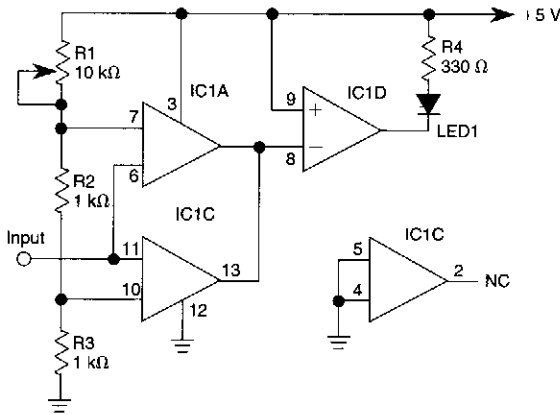 +5 V
R1
10 kΩ
R4
330 Ω
IC1A
3
IC1D
9
+
7
8
−
LED1
6
R2
1 kΩ
IC1C
Input
11
13
IC1C
10
12
5
2
NC
4
R3
1 kΩ